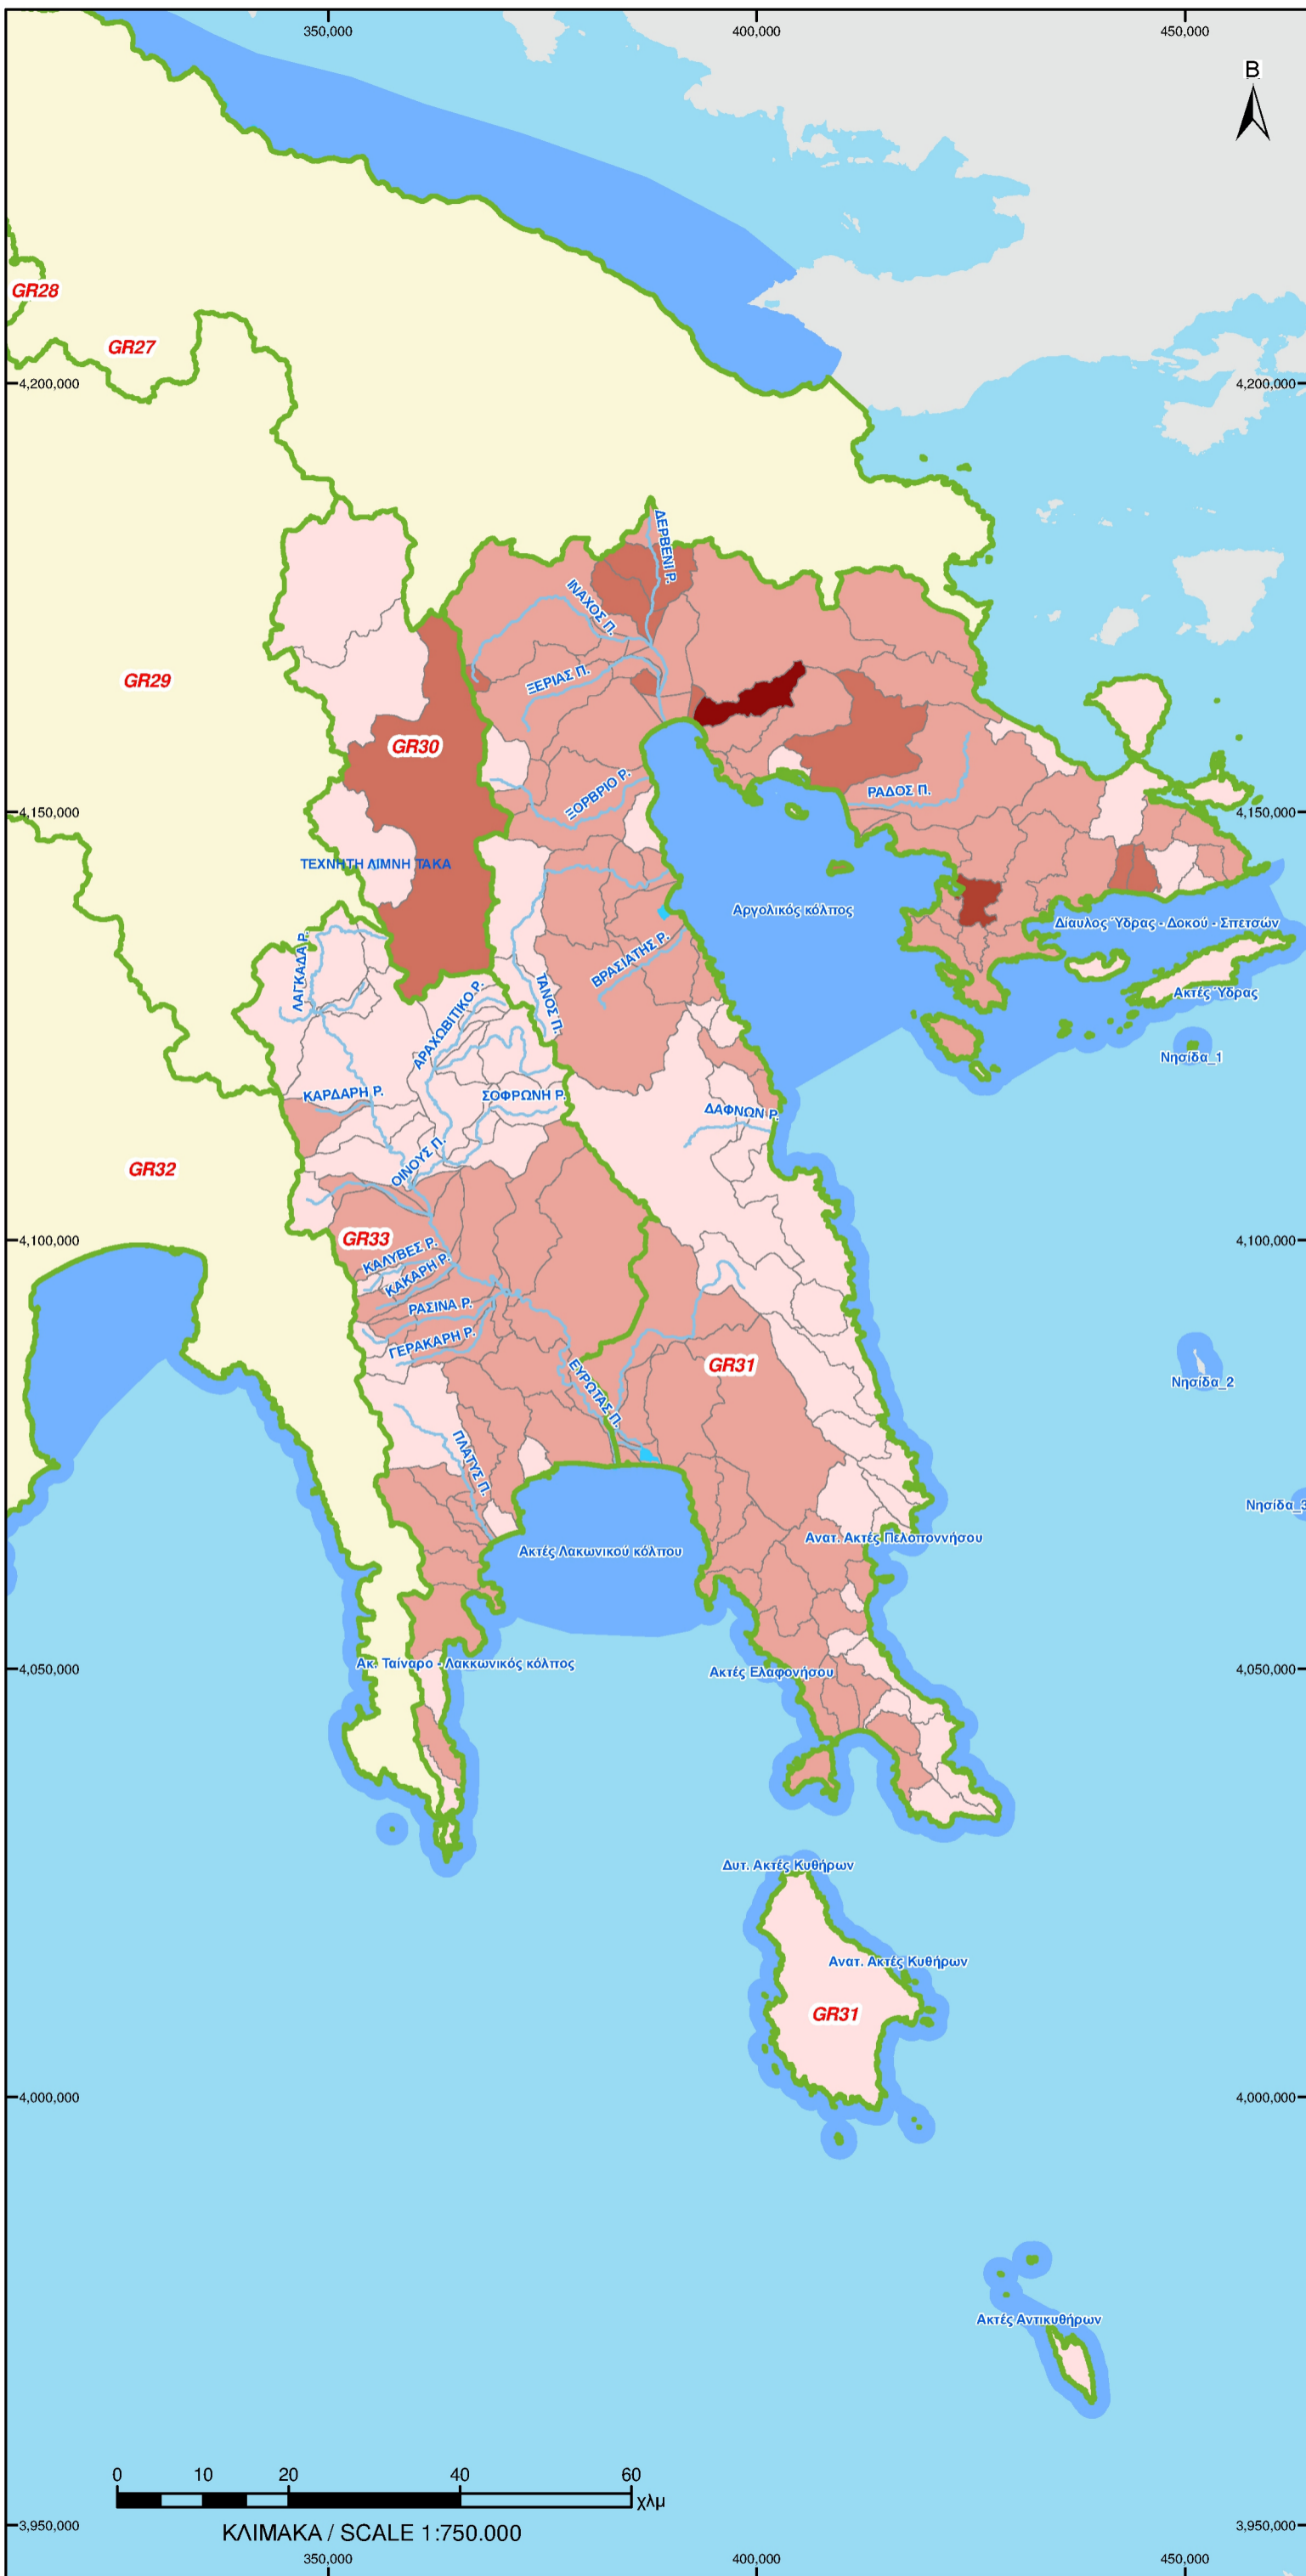 350,000
400,000
450,000
B
GR28
GR27
4,200,000
4,200,000
ΔΕΡΒΕΝΙ Ρ.
ΙΝΑΧΟΣ Π.
ΞΕΡΙΑΣ Π.
GR29
GR30
ΞΟΡΒΡΙΟ Ρ.
ΡΑΔΟΣ Π.
4,150,000
4,150,000
ΤΕΧΝΗΤΗ ΛΙΜΝΗ ΤΑΚΑ
Αργολικός κόλπος
Δίαυλος Ύδρας - Δοκού - Σπετσών
ΒΡΑΣΙΑΤΗΣ Ρ.
ΛΑΓΚΑΔΑ Ρ.
ΤΑΝΟΣ Π.
Ακτές Ύδρας
ΑΡΑΧΩΒΙΤΙΚΟ Ρ.
Νησίδα_1
ΚΑΡΔΑΡΗ Ρ.
ΣΟΦΡΩΝΗ Ρ.
ΔΑΦΝΩΝ Ρ.
ΟΙΝΟΥΣ Π.
GR32
GR33
4,100,000
4,100,000
ΚΑΛΥΒΕΣ Ρ.
ΚΑΚΑΡΗ Ρ.
ΡΑΣΙΝΑ Ρ.
ΓΕΡΑΚΑΡΗ Ρ.
GR31
ΕΥΡΩΤΑΣ Π.
Νησίδα_2
ΠΛΑΤΥΣ Π.
Νησίδα_3
Ανατ. Ακτές Πελοποννήσου
Ακτές Λακωνικού κόλπου
Ακ. Ταίναρο - Λακκωνικός κόλπος
Ακτές Ελαφονήσου
4,050,000
4,050,000
Δυτ. Ακτές Κυθήρων
Ανατ. Ακτές Κυθήρων
GR31
4,000,000
4,000,000
Ακτές Αντικυθήρων
0 10 20 40 60
χλμ
ΚΛΙΜΑΚΑ / SCALE 1:750.000
3,950,000
3,950,000
350,000
400,000
450,000